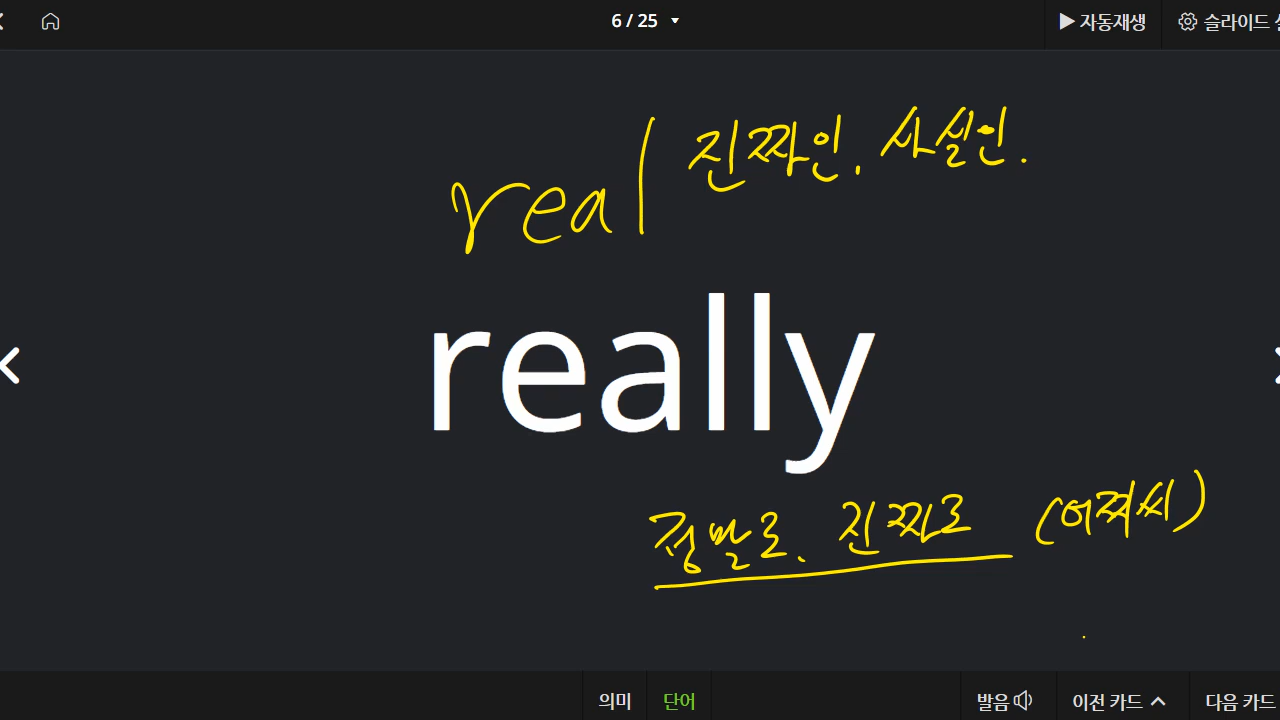 6 / 25 자동재생 슬라이드
real 진짜인, 사실인.
really
정말로, 진짜로 (어찌씨)
의미 단어 발음 이전 카드 다음 카드